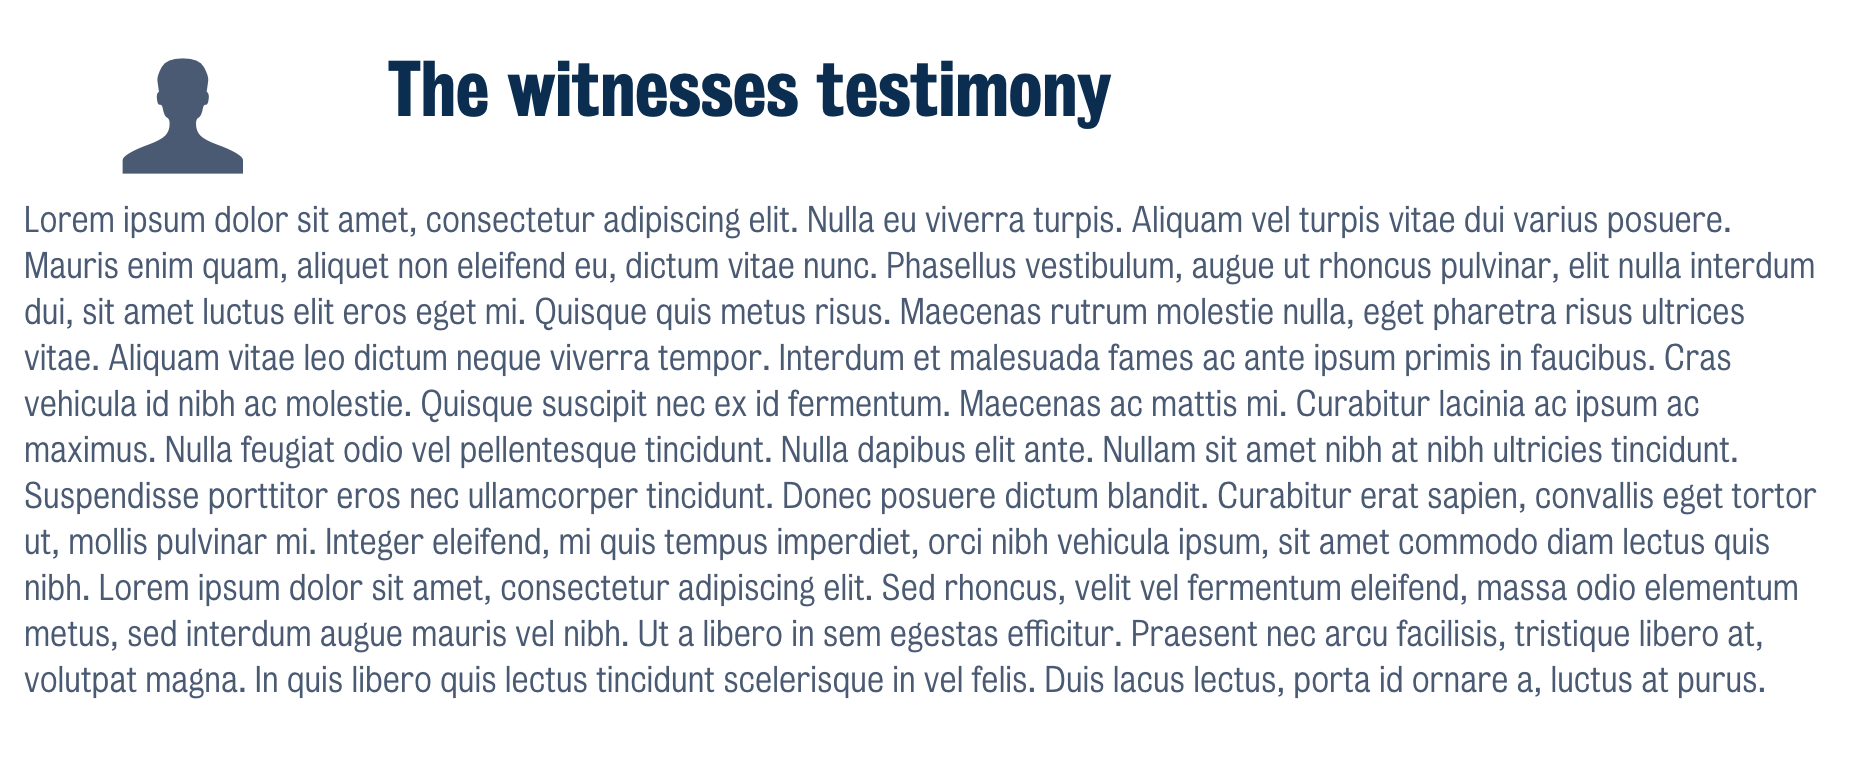 The witnesses testimony
Lorem ipsum dolor sit amet, consectetur adipiscing elit. Nulla eu viverra turpis. Aliquam vel turpis vitae dui varius posuere.
Mauris enim quam, aliquet non eleifend eu, dictum vitae nunc. Phasellus vestibulum, augue ut rhoncus pulvinar, elit nulla interdum
dui, sit amet luctus elit eros eget mi. Quisque quis metus risus. Maecenas rutrum molestie nulla, eget pharetra risus ultrices
vitae. Aliquam vitae leo dictum neque viverra tempor. Interdum et malesuada fames ac ante ipsum primis in faucibus. Cras
vehicula id nibh ac molestie. Quisque suscipit nec ex id fermentum. Maecenas ac mattis mi. Curabitur lacinia ac ipsum ac
maximus. Nulla feugiat odio vel pellentesque tincidunt. Nulla dapibus elit ante. Nullam sit amet nibh at nibh ultricies tincidunt.
Suspendisse porttitor eros nec ullamcorper tincidunt. Donec posuere dictum blandit. Curabitur erat sapien, convallis eget tortor
ut, mollis pulvinar mi. Integer eleifend, mi quis tempus imperdiet, orci nibh vehicula ipsum, sit amet commodo diam lectus quis
nibh. Lorem ipsum dolor sit amet, consectetur adipiscing elit. Sed rhoncus, velit vel fermentum eleifend, massa odio elementum
metus, sed interdum augue mauris vel nibh. Ut a libero in sem egestas efficitur. Praesent nec arcu facilisis, tristique libero at,
volutpat magna. In quis libero quis lectus tincidunt scelerisque in vel felis. Duis lacus lectus, porta id ornare a, luctus at purus.